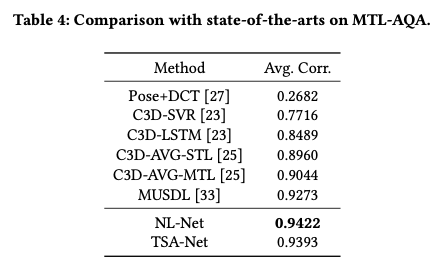 Table 4: Comparison with state-of-the-arts on MTL-AQA.
Method Avg. Corr.
Pose+DCT [27] 0.2682
C3D-SVR [23] 0.7716
C3D-LSTM [23] 0.8489
C3D-AVG-STL [25] 0.8960
C3D-AVG-MTL [25] 0.9044
MUSDL [33] 0.9273
NL-Net 0.9422
TSA-Net 0.9393